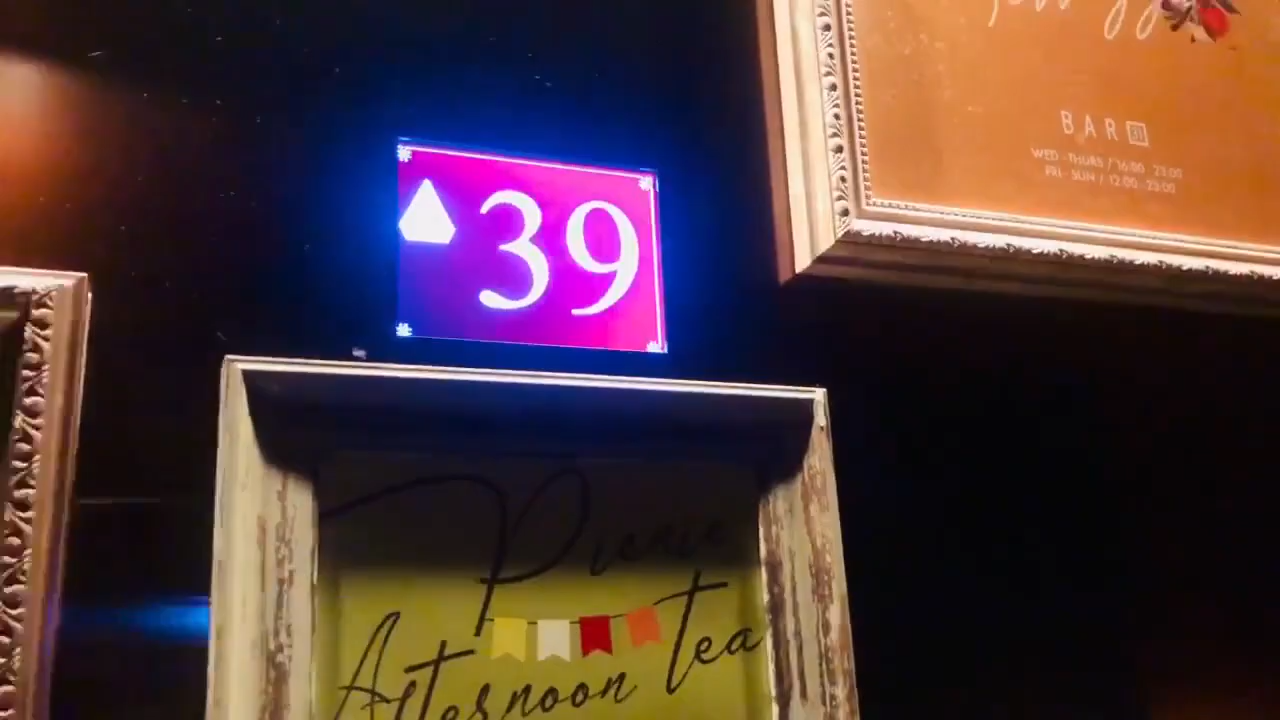 39
BAR 31
WED - THURS / 16:00 - 23:00
FRI - SUN / 12:00 - 23:00
Picnic
Afternoon tea